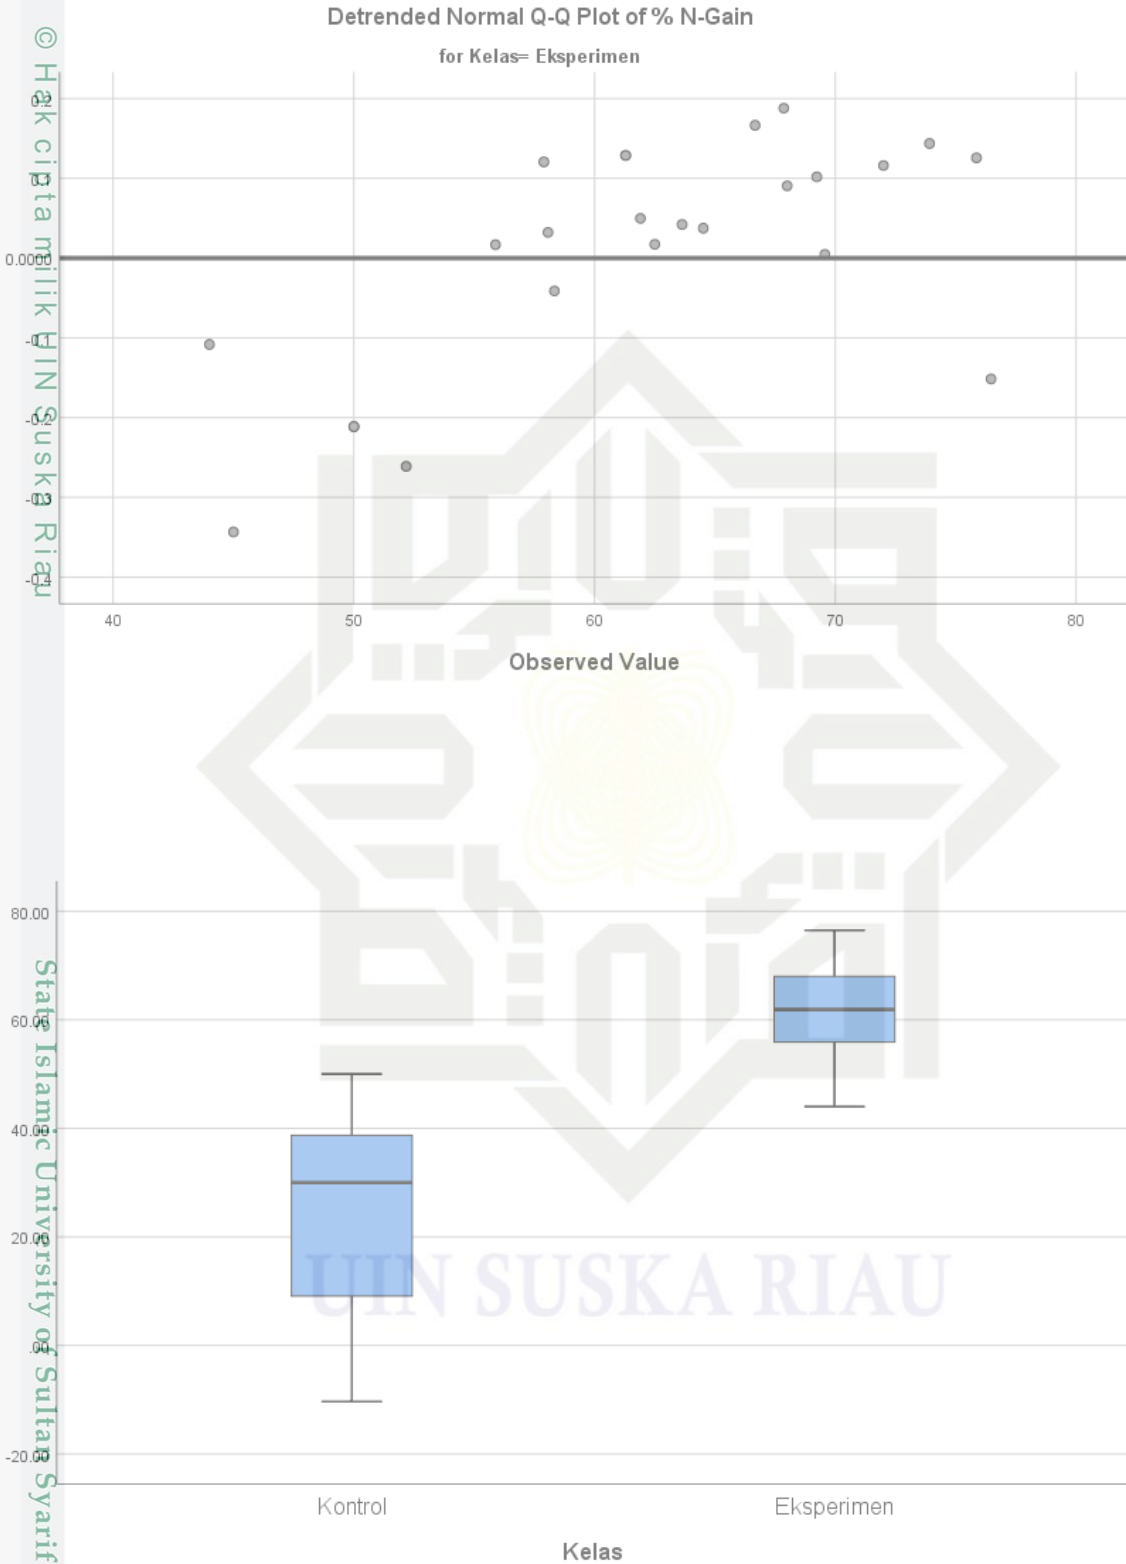 Detrended Normal Q-Q Plot of % N-Gain
for Kelas= Eksperimen
© Hak cipta milik UIN Suska Riau
0.2
0.1
0.0000
-0.1
-0.2
-0.3
-0.4
40 50 60 70 80
Observed Value
State Islamic University of Sultan Syarif
80.00
60.00
40.00
20.00
.00
-20.00
UIN SUSKA RIAU
Kontrol Eksperimen
Kelas